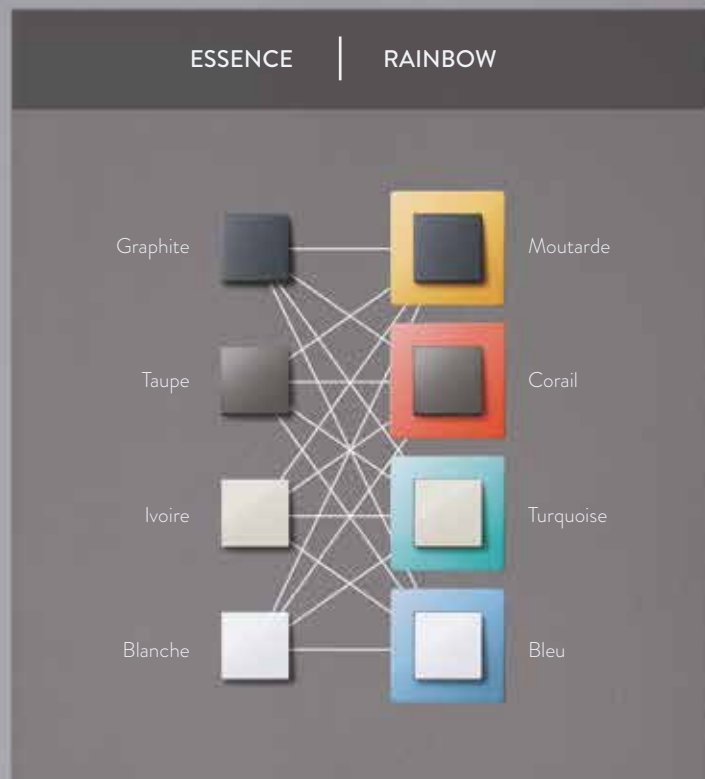 ESSENCE | RAINBOW
Graphite Moutarde
Taupe Corail
Ivoire Turquoise
Blanche Bleu